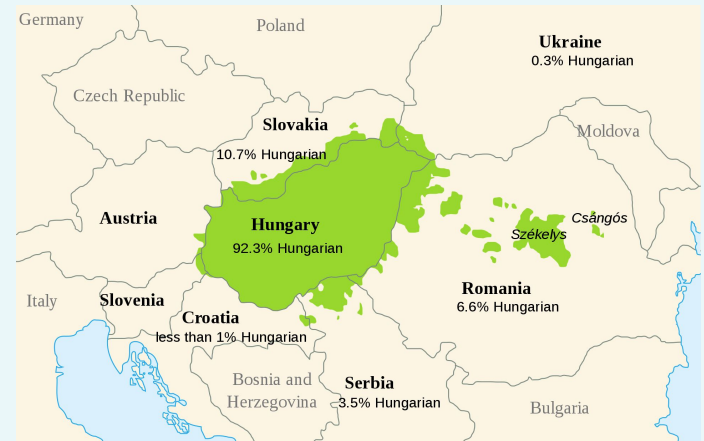 Germany
Poland
Ukraine
0.3% Hungarian
Czech Republic
Slovakia
10.7% Hungarian
Moldova
Austria
Hungary
92.3% Hungarian
Csángós
Székelys
Italy
Slovenia
Romania
6.6% Hungarian
Croatia
less than 1% Hungarian
Bosnia and
Herzegovina
Serbia
3.5% Hungarian
Bulgaria